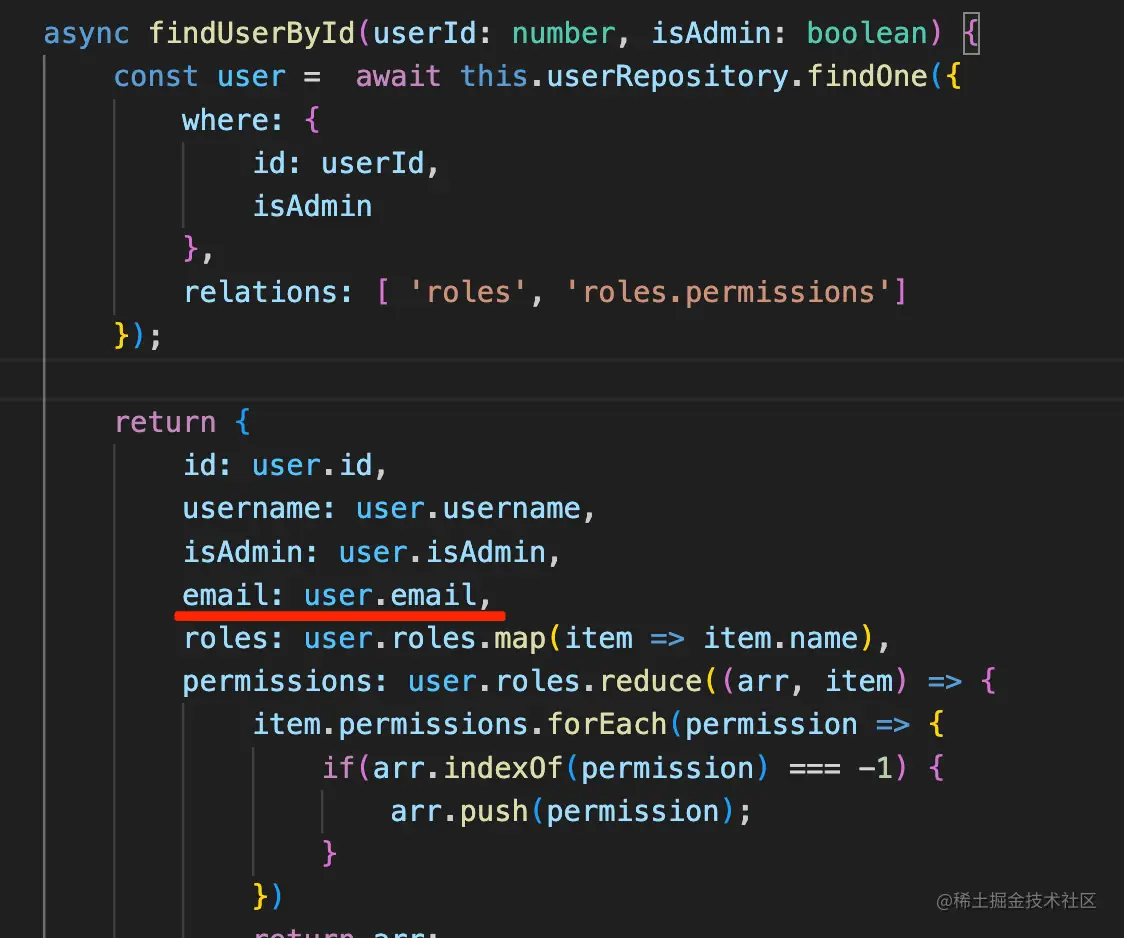 async findUserById(userId: number, isAdmin: boolean) {
const user =  await this.userRepository.findOne({
where: {
id: userId,
isAdmin
},
relations: [ 'roles', 'roles.permissions']
});
return {
id: user.id,
username: user.username,
isAdmin: user.isAdmin,
email: user.email,
roles: user.roles.map(item => item.name),
permissions: user.roles.reduce((arr, item) => {
item.permissions.forEach(permission => {
if(arr.indexOf(permission) === -1) {
arr.push(permission);
}
})
return arr;
@稀土掘金技术社区